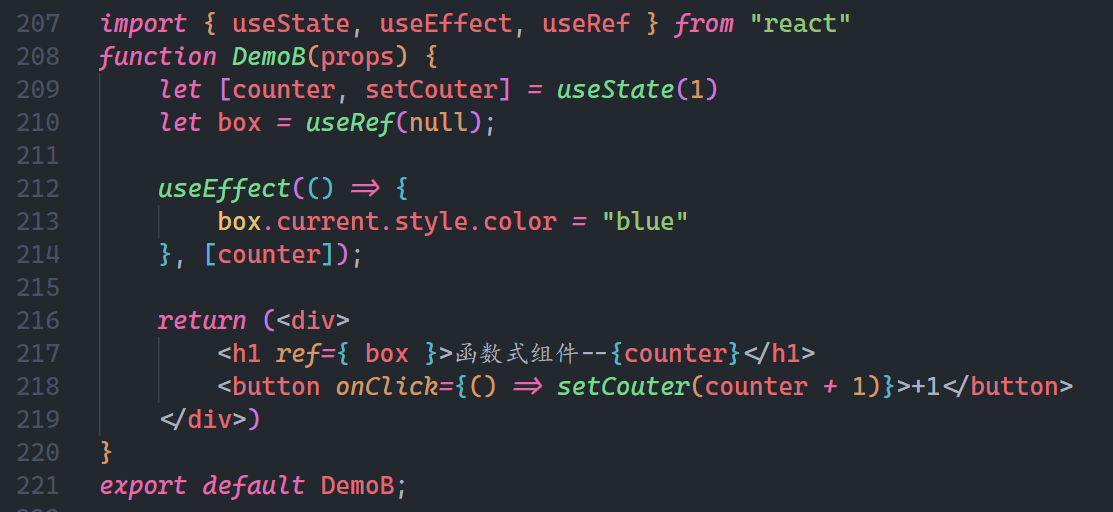 207 import { useState, useEffect, useRef } from "react"
208 function DemoB(props) {
209 let [counter, setCouter] = useState(1)
210 let box = useRef(null);
211
212 useEffect(() => {
213 box.current.style.color = "blue"
214 }, [counter]);
215
216 return (<div>
217 <h1 ref={ box }>函数式组件--{counter}</h1>
218 <button onClick={() => setCouter(counter + 1)}>+1</button>
219 </div>)
220 }
221 export default DemoB;